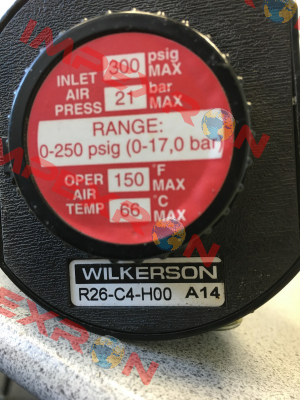 INLET AIR PRESS 300 psig MAX
21 bar MAX
RANGE:
0-250 psig (0-17,0 bar)
OPER AIR TEMP 150 °F MAX
66 °C MAX
WILKERSON
R26-C4-H00 A14
IMPEXRON